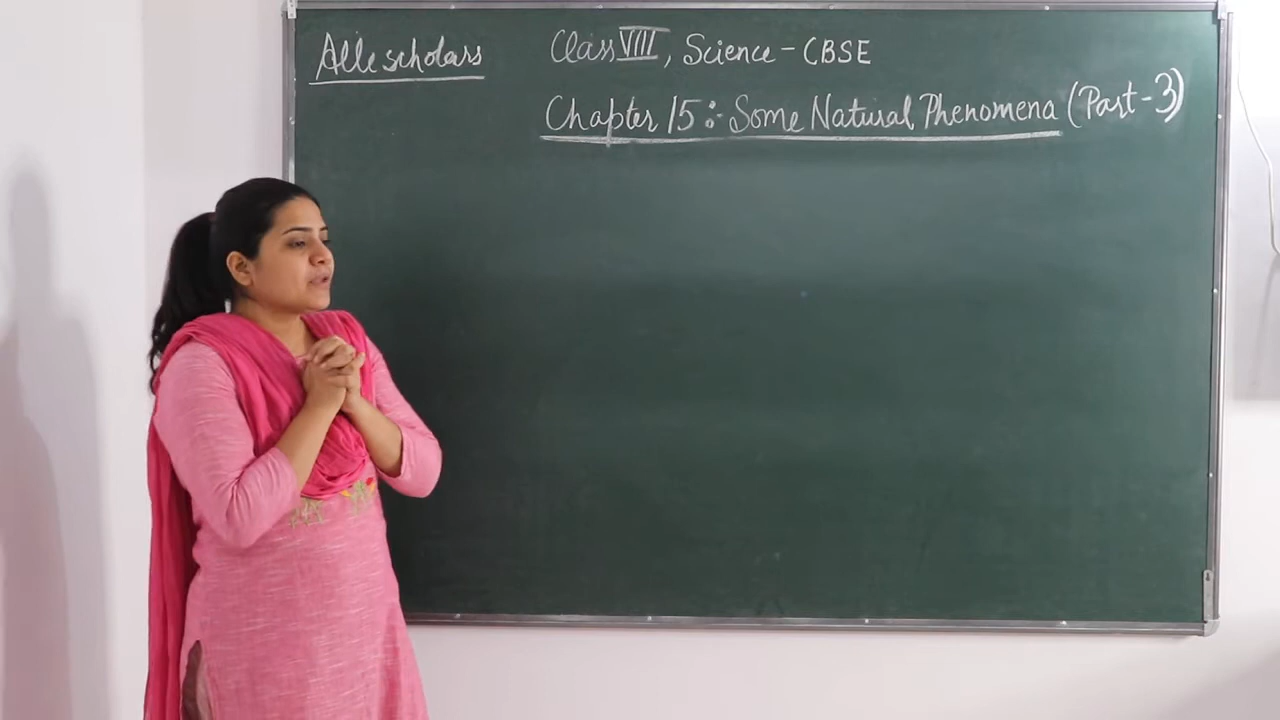 Alle scholars
Class VIII, Science - CBSE
Chapter 15 :- Some Natural Phenomena (Part-3)